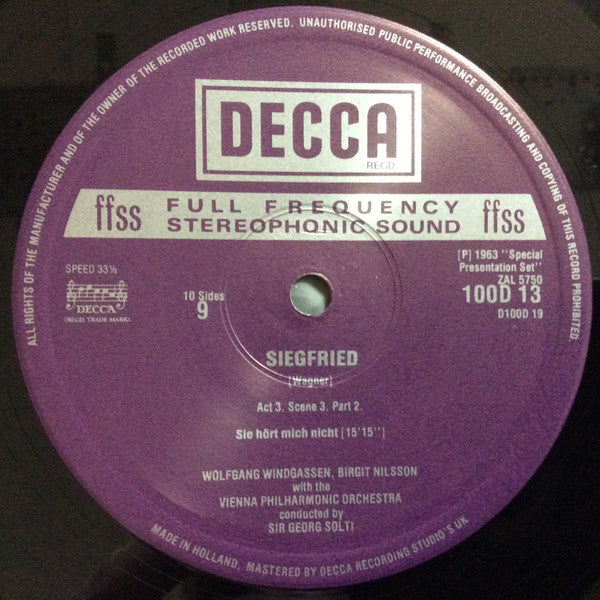 ALL RIGHTS OF THE MANUFACTURER AND OF THE OWNER OF THE RECORDED WORK RESERVED. UNAUTHORISED PUBLIC PERFORMANCE BROADCASTING AND COPYING OF THIS RECORD PROHIBITED
DECCA
REGD.
ffss FULL FREQUENCY STEREOPHONIC SOUND ffss
SPEED 33⅓
DECCA
(REGD. TRADE MARK)
10 Sides
9
[P] 1963 "Special
Presentation Set"
ZAL 5750
100D 13
D100D 19
SIEGFRIED
(Wagner)
Act 3. Scene 3. Part 2.
Sie hört mich nicht [15'15"]
WOLFGANG WINDGASSEN, BIRGIT NILSSON
with the
VIENNA PHILHARMONIC ORCHESTRA
conducted by
SIR GEORG SOLTI
MADE IN HOLLAND, MASTERED BY DECCA RECORDING STUDIO'S UK